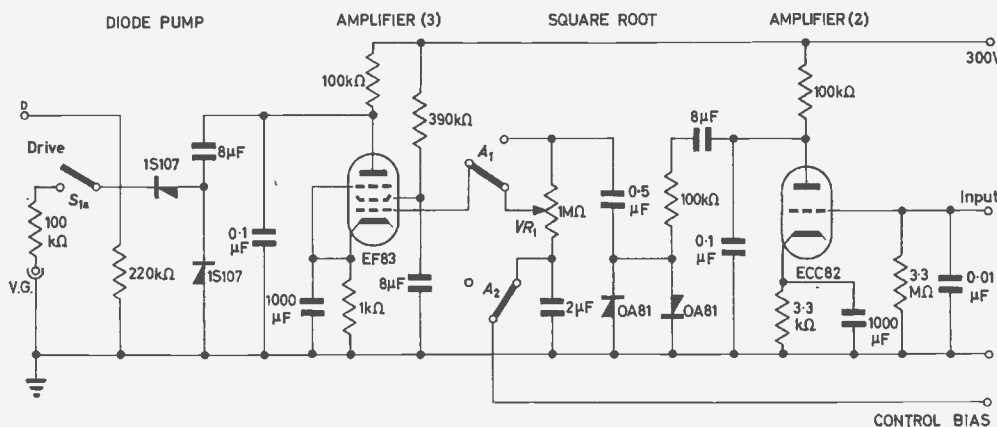 DIODE PUMP
AMPLIFIER (3)
SQUARE ROOT
AMPLIFIER (2)
300V
100kΩ
390kΩ
100kΩ
8μF
D
Drive
S1a
1S107
8μF
A1
0·5
μF
100kΩ
1MΩ
VR1
Input
100
kΩ
V.G.
220kΩ
1S107
0·1
μF
EF83
1000
μF
1kΩ
8μF
A2
2μF
OA81
OA81
0·1
μF
ECC82
3·3
kΩ
1000
μF
3·3
MΩ
0·01
μF
CONTROL BIAS